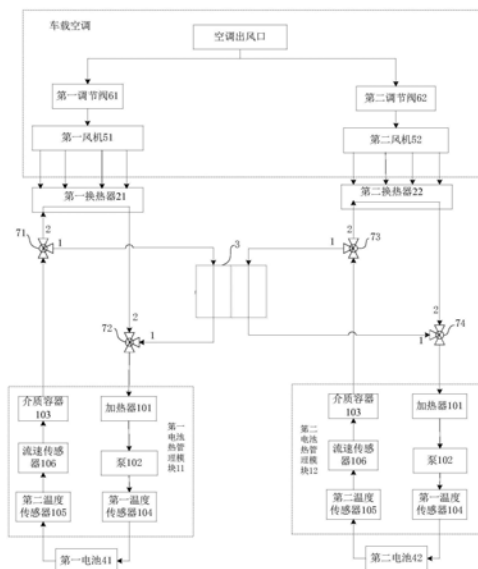 车载空调
空调出风口
第一调节阀61
第二调节阀62
第一风机51
第二风机52
第一换热器21
第二换热器22
71
1
2
3
1
2
73
72
2
1
2
1
74
介质容器
103
加热器101
流速传感
器106
泵102
第二温度
传感器105
第一温度
传感器104
第一
电池热管
理模块11
第一电池41
介质容器
103
加热器101
流速传感
器106
泵102
第二温度
传感器105
第一温度
传感器104
第二
电池热管
理模块12
第二电池42